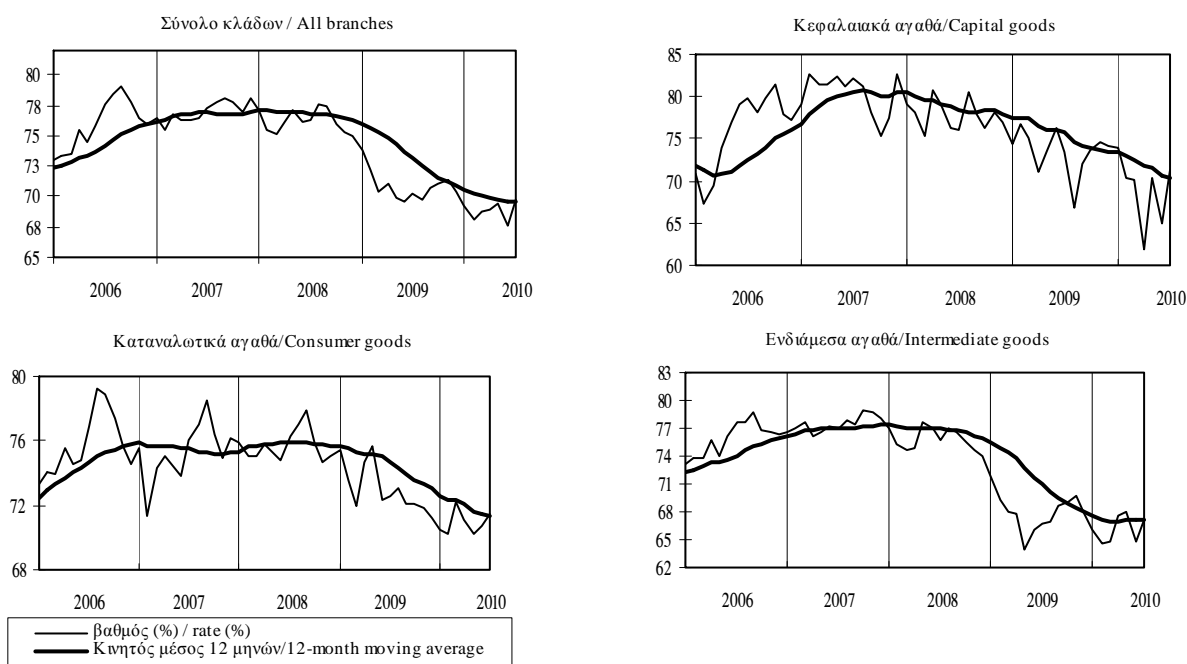 Σύνολο κλάδων / All branches
80
78
75
73
70
68
65
2006 2007 2008 2009 2010
Κεφαλαιακά αγαθά/Capital goods
85
80
75
70
65
60
2006 2007 2008 2009 2010
Καταναλωτικά αγαθά/Consumer goods
80
76
72
68
2006 2007 2008 2009 2010
Ενδιάμεσα αγαθά/Intermediate goods
83
80
77
74
71
68
65
62
2006 2007 2008 2009 2010
βαθμός (%) / rate (%)
Κινητός μέσος 12 μηνών/12-month moving average